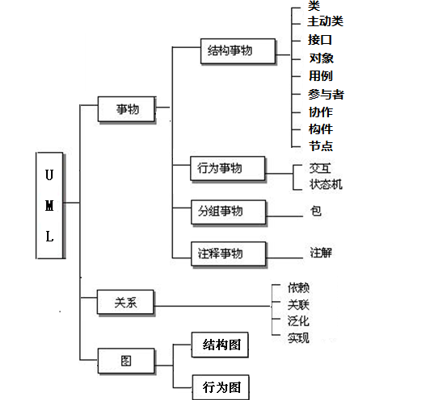 UML
事物
结构事物
类
主动类
接口
对象
用例
参与者
协作
构件
节点
行为事物
交互
状态机
分组事物
包
注释事物
注解
关系
依赖
关联
泛化
实现
图
结构图
行为图